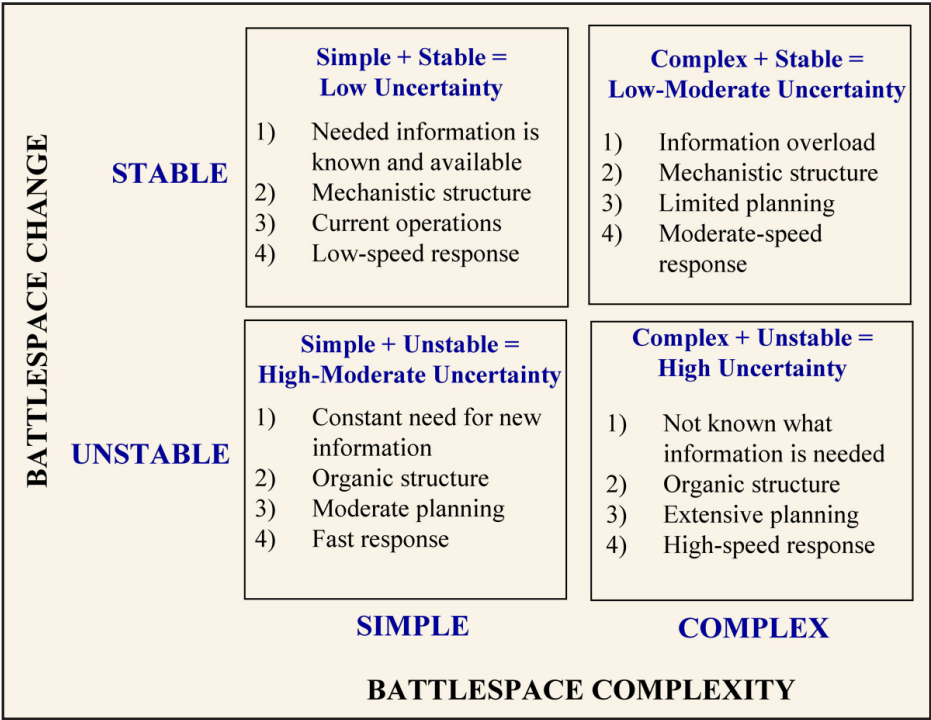 BATTLESPACE CHANGE
STABLE
Simple + Stable =
Low Uncertainty
1) Needed information is
known and available
2) Mechanistic structure
3) Current operations
4) Low-speed response
Complex + Stable =
Low-Moderate Uncertainty
1) Information overload
2) Mechanistic structure
3) Limited planning
4) Moderate-speed
response
UNSTABLE
Simple + Unstable =
High-Moderate Uncertainty
1) Constant need for new
information
2) Organic structure
3) Moderate planning
4) Fast response
Complex + Unstable =
High Uncertainty
1) Not known what
information is needed
2) Organic structure
3) Extensive planning
4) High-speed response
SIMPLE
COMPLEX
BATTLESPACE COMPLEXITY